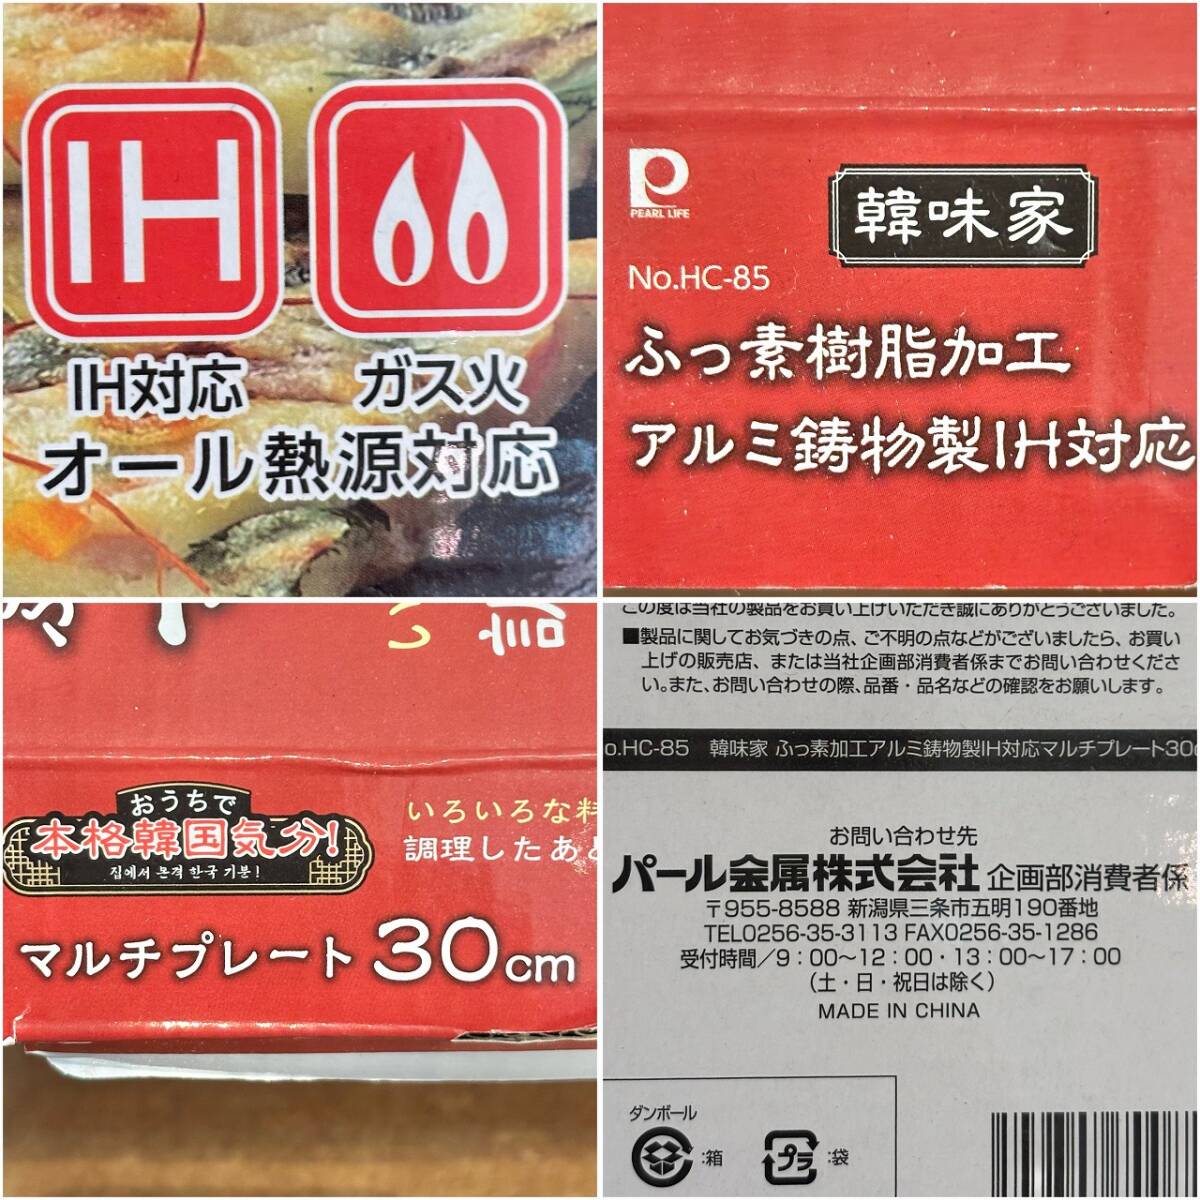 IH
IH対応
ガス火
オール熱源対応
PEARL LIFE
韓味家
No.HC-85
ふっ素樹脂加工
アルミ鋳物製IH対応
おうちで
本格韓国気分!
집에서 본격 한국 기분!
いろいろな料
調理したあと
マルチプレート30cm
この度は当社の製品をお買い上げいただき誠にありがとうございました。
■製品に関してお気づきの点、ご不明の点などがございましたら、お買い
上げの販売店、または当社企画部消費者係までお問い合わせくださ
い。また、お問い合わせの際、品番・品名などの確認をお願いします。
o.HC-85 韓味家 ふっ素加工アルミ鋳物製IH対応マルチプレート30c
お問い合わせ先
パール金属株式会社 企画部消費者係
〒955-8588 新潟県三条市五明190番地
TEL0256-35-3113 FAX0256-35-1286
受付時間/9:00~12:00・13:00~17:00
(土・日・祝日は除く)
MADE IN CHINA
ダンボール
:箱
プラ
:袋